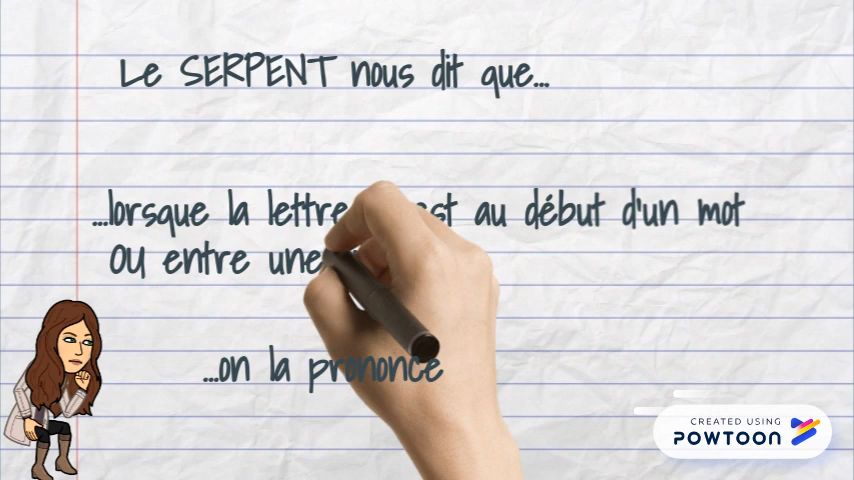 Le SERPENT nous dit que...
...lorsque la lettre est au début d'un mot
OU entre une
...on la prononce
CREATED USING
POWTOON